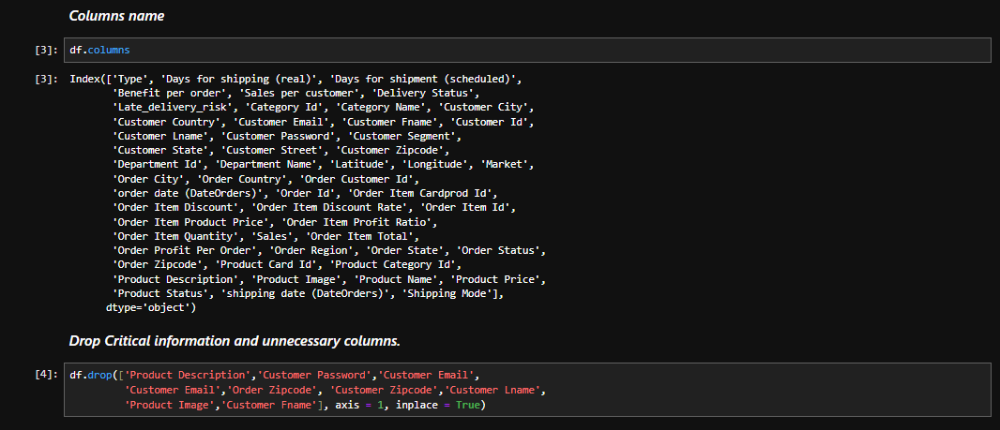 Columns name
[3]: df.columns
[3]: Index(['Type', 'Days for shipping (real)', 'Days for shipment (scheduled)',
'Benefit per order', 'Sales per customer', 'Delivery Status',
'Late_delivery_risk', 'Category Id', 'Category Name', 'Customer City',
'Customer Country', 'Customer Email', 'Customer Fname', 'Customer Id',
'Customer Lname', 'Customer Password', 'Customer Segment',
'Customer State', 'Customer Street', 'Customer Zipcode',
'Department Id', 'Department Name', 'Latitude', 'Longitude', 'Market',
'Order City', 'Order Country', 'Order Customer Id',
'order date (DateOrders)', 'Order Id', 'Order Item Cardprod Id',
'Order Item Discount', 'Order Item Discount Rate', 'Order Item Id',
'Order Item Product Price', 'Order Item Profit Ratio',
'Order Item Quantity', 'Sales', 'Order Item Total',
'Order Profit Per Order', 'Order Region', 'Order State', 'Order Status',
'Order Zipcode', 'Product Card Id', 'Product Category Id',
'Product Description', 'Product Image', 'Product Name', 'Product Price',
'Product Status', 'shipping date (DateOrders)', 'Shipping Mode'],
dtype='object')
Drop Critical information and unnecessary columns.
[4]: df.drop(['Product Description','Customer Password','Customer Email',
'Customer Email','Order Zipcode', 'Customer Zipcode','Customer Lname',
'Product Image','Customer Fname'], axis = 1, inplace = True)